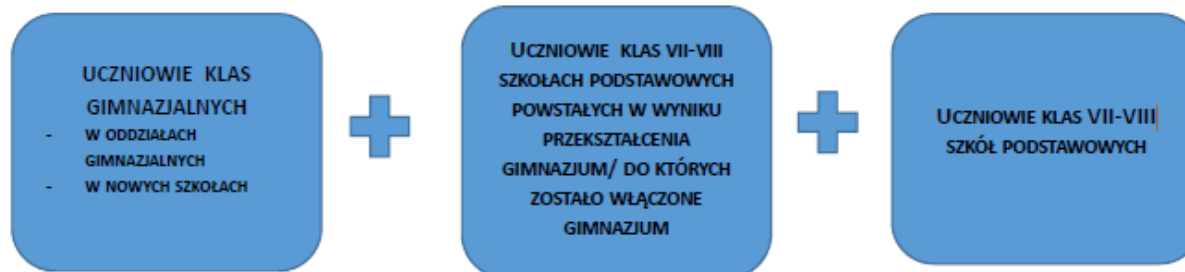 UCZNIOWIE KLAS
GIMNAZJALNYCH
- W ODDZIAŁACH
GIMNAZJALNYCH
- W NOWYCH SZKOŁACH
UCZNIOWIE KLAS VII-VIII
SZKOŁACH PODSTAWOWYCH
POWSTAŁYCH W WYNIKU
PRZEKSZTAŁCENIA
GIMNAZJUM/ DO KTÓRYCH
ZOSTAŁO WŁĄCZONE
GIMNAZJUM
UCZNIOWIE KLAS VII-VIII
SZKÓŁ PODSTAWOWYCH